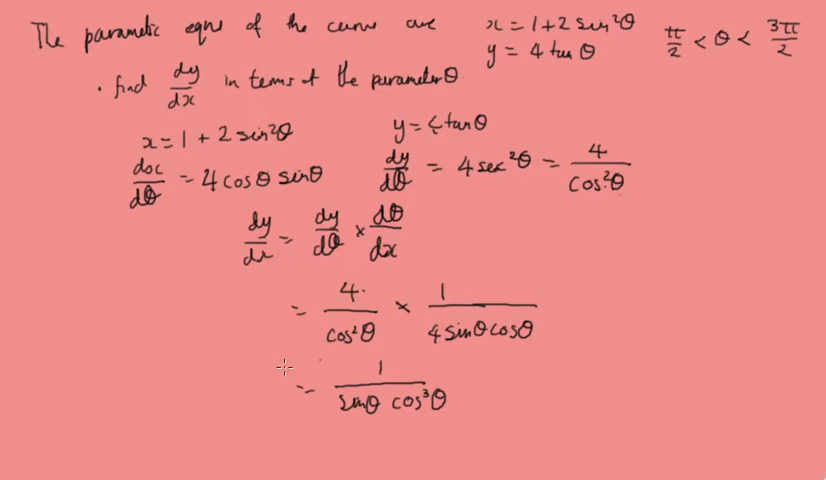 The parametric eqns of the curve are x = 1 + 2 sin²θ π/2 < θ < 3π/2
y = 4 tan θ
· find dy/dx in terms of the parameter θ
x = 1 + 2 sin²θ y = 4 tan θ
dx/dθ = 4 cos θ sin θ dy/dθ = 4 sec²θ = 4/cos²θ
dy/dx = dy/dθ × dθ/dx
= 4/cos²θ × 1/4 sin θ cos θ
= 1/sin θ cos³θ